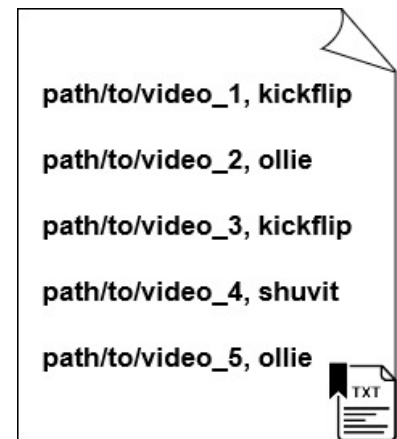 path/to/video_1, kickflip
path/to/video_2, ollie
path/to/video_3, kickflip
path/to/video_4, shuvit
path/to/video_5, ollie
TXT